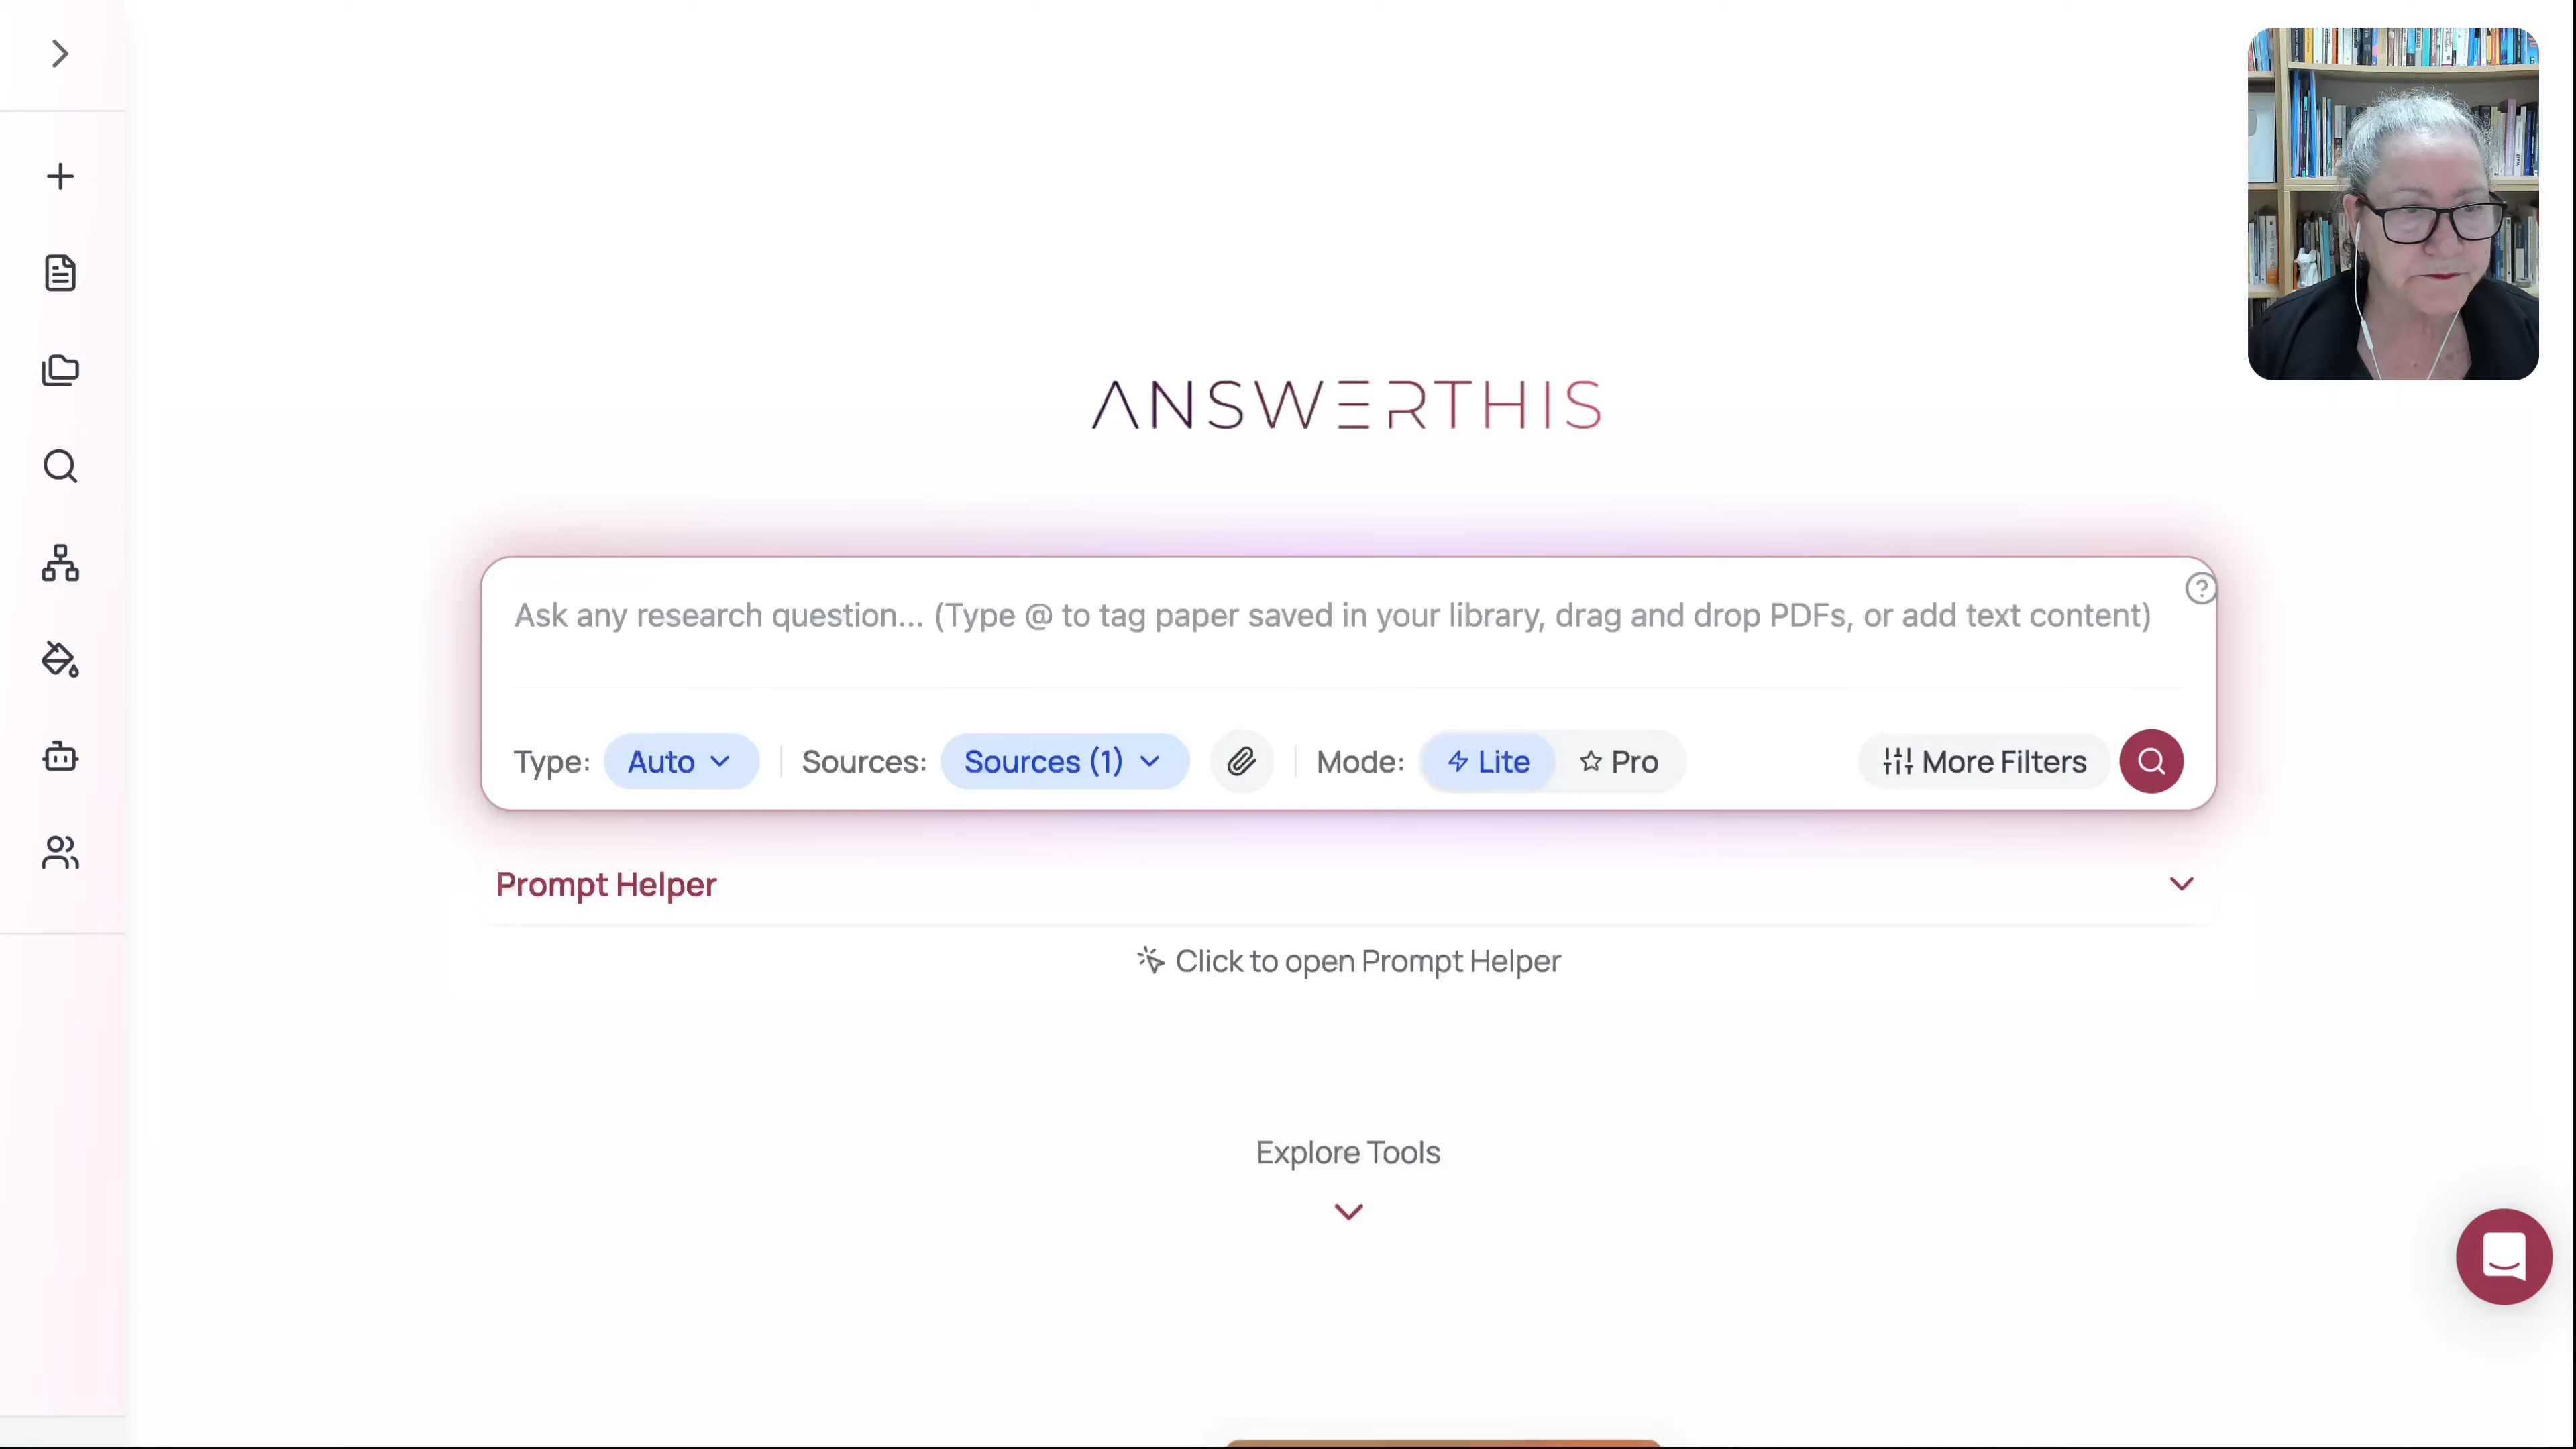 ANSWERTHIS
Ask any research question... (Type @ to tag paper saved in your library, drag and drop PDFs, or add text content)
Type: Auto Sources: Sources (1) Mode: Lite Pro More Filters
Prompt Helper
Click to open Prompt Helper
Explore Tools